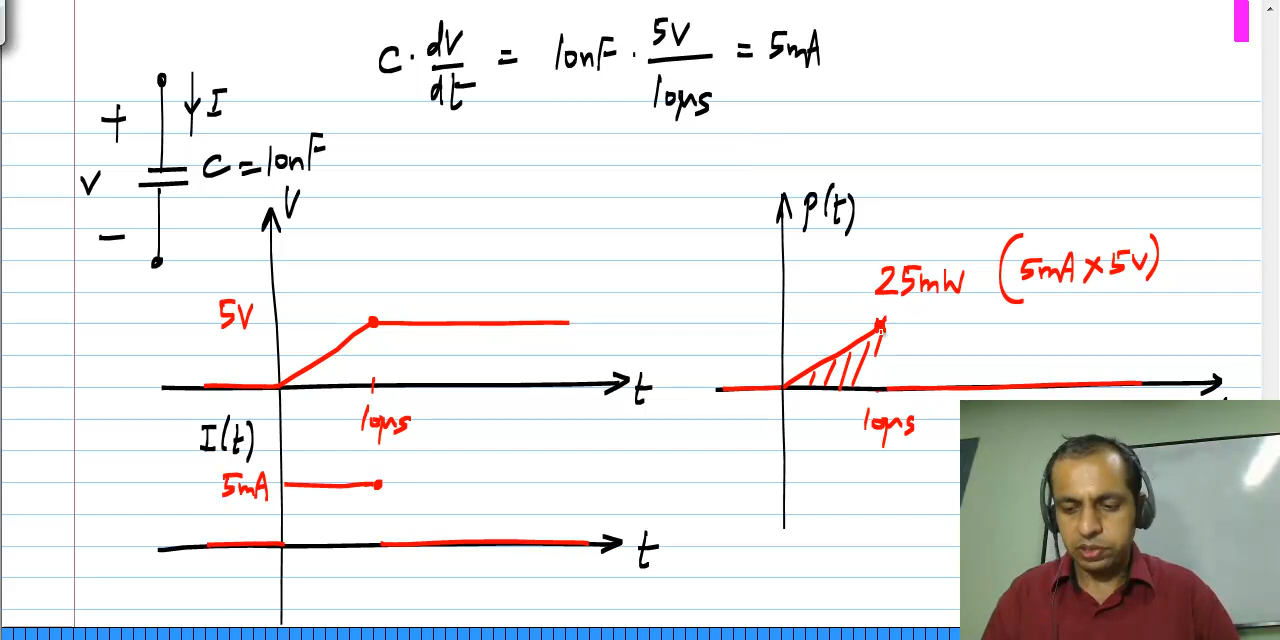 C · dV/dt = 10nF · 5V/10μs = 5mA
+
I
C = 10nF
V
−
V
5V
t
10μs
I(t)
5mA
t
P(t)
25mW (5mA × 5V)
10μs